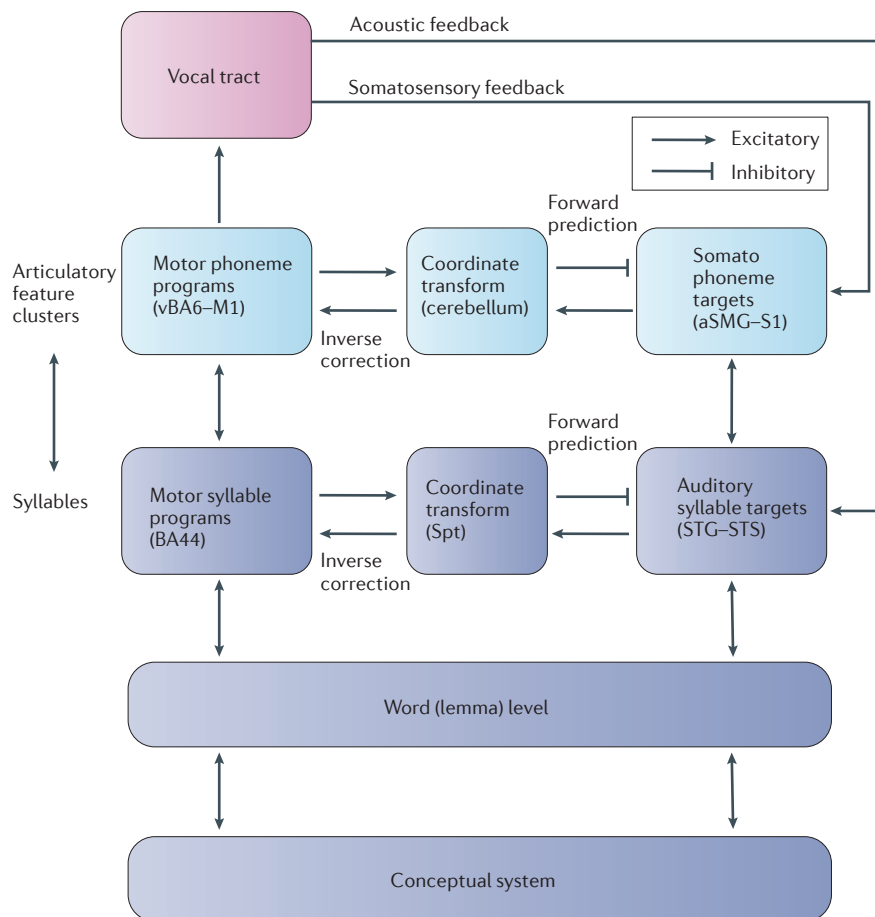 Acoustic feedback
Vocal tract
Somatosensory feedback
Excitatory
Inhibitory
Forward
prediction
Articulatory
feature
clusters
Motor phoneme
programs
(vBA6–M1)
Coordinate
transform
(cerebellum)
Somato
phoneme
targets
(aSMG–S1)
Inverse
correction
Forward
prediction
Syllables
Motor syllable
programs
(BA44)
Coordinate
transform
(Spt)
Auditory
syllable targets
(STG–STS)
Inverse
correction
Word (lemma) level
Conceptual system